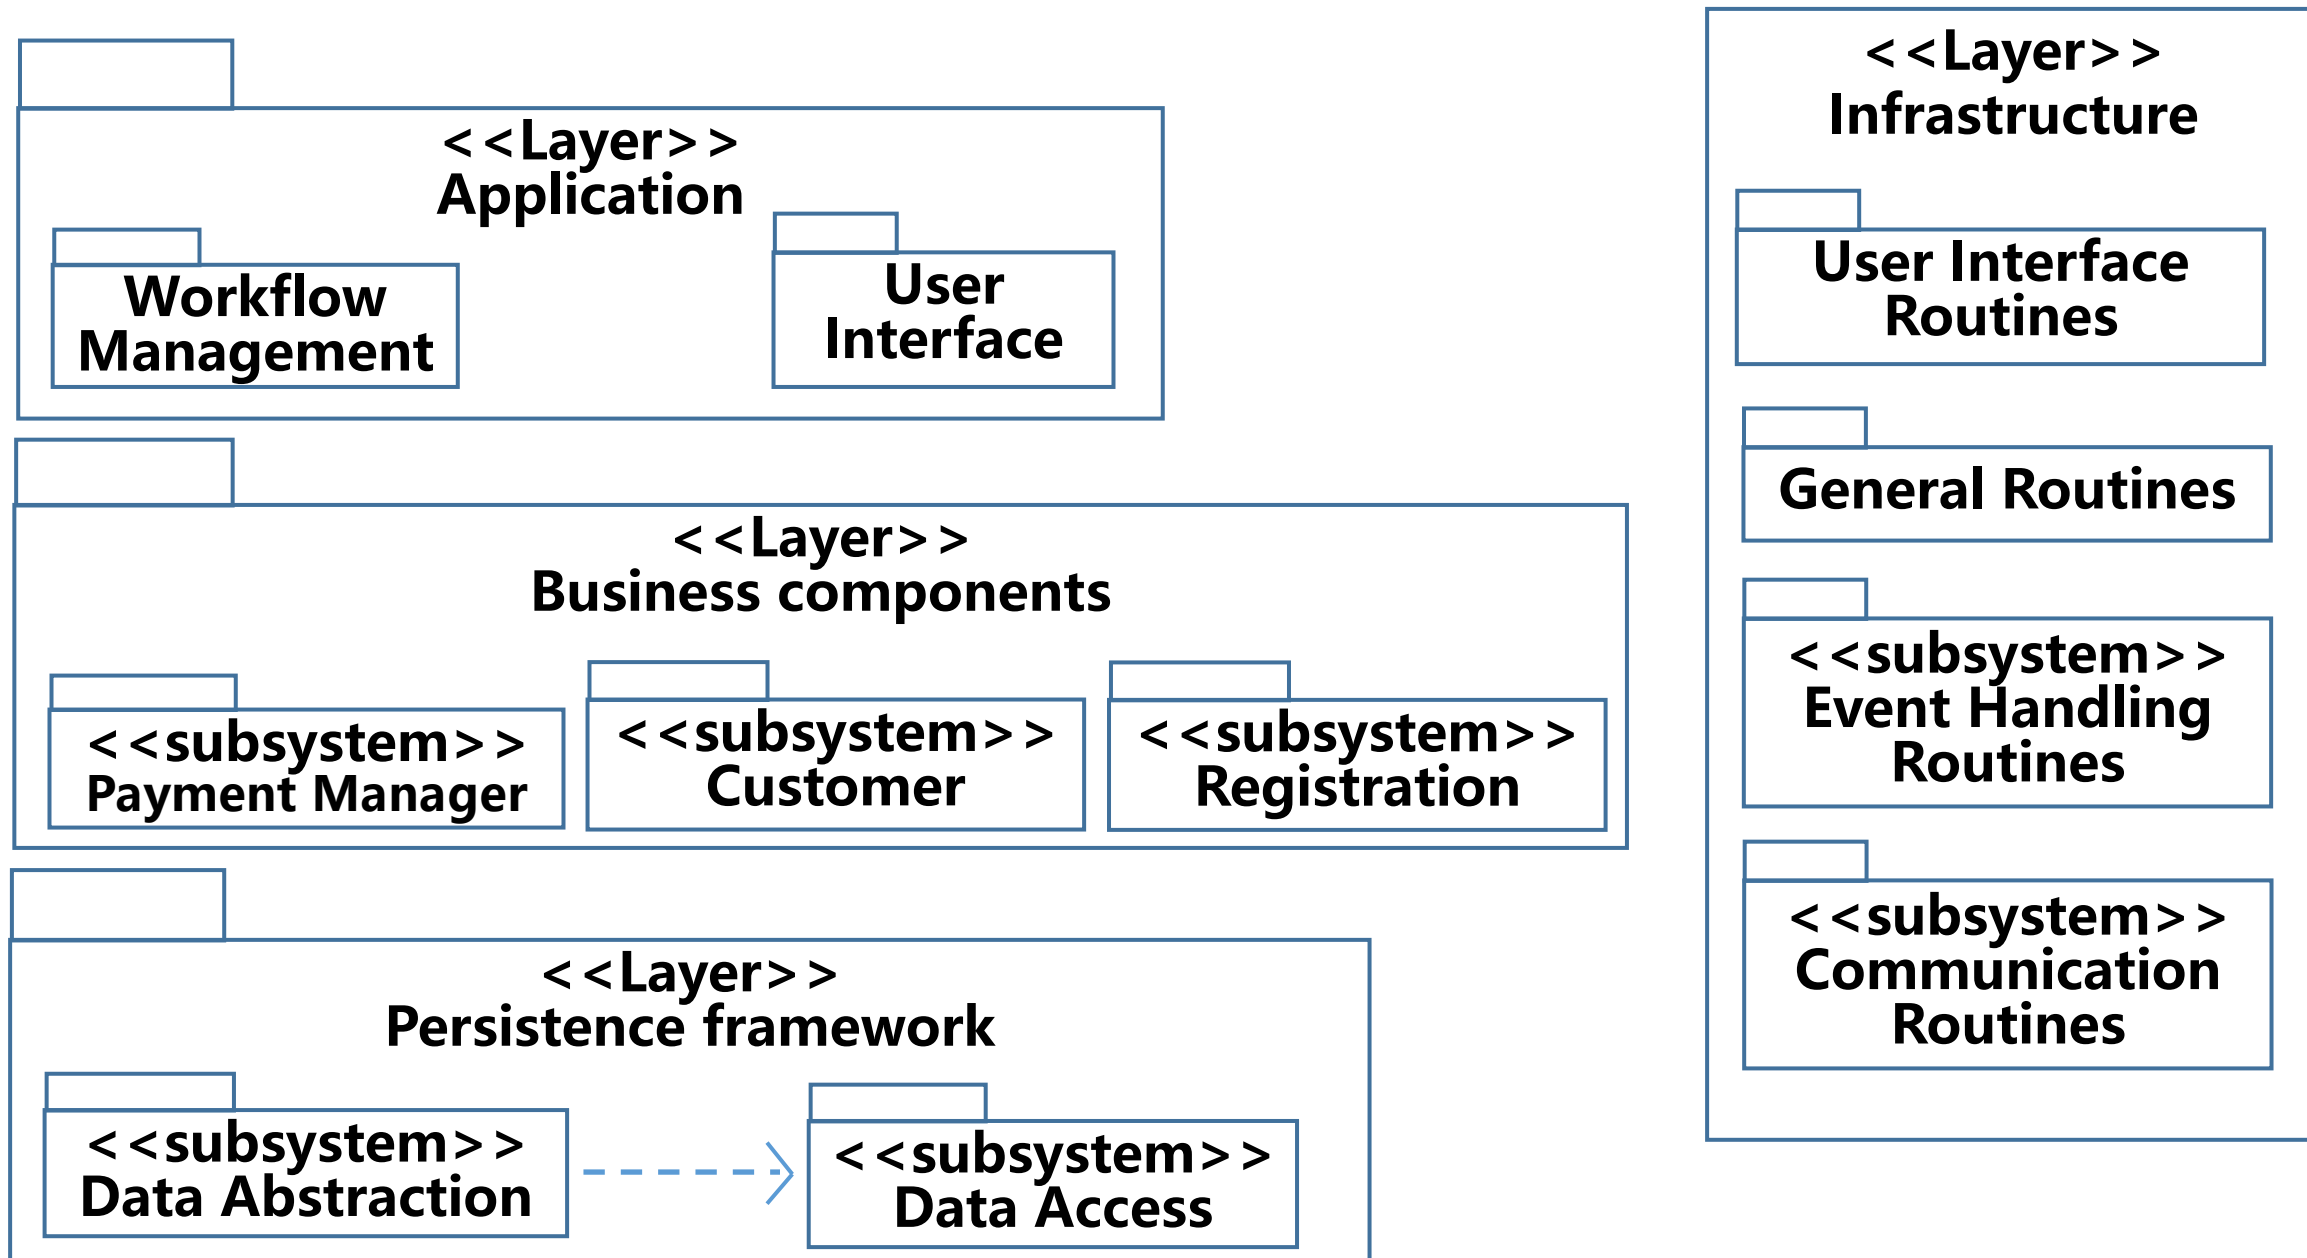 <<Layer>>
Application
Workflow
Management
User
Interface
<<Layer>>
Business components
<<subsystem>>
Payment Manager
<<subsystem>>
Customer
<<subsystem>>
Registration
<<Layer>>
Persistence framework
<<subsystem>>
Data Abstraction
<<subsystem>>
Data Access
<<Layer>>
Infrastructure
User Interface
Routines
General Routines
<<subsystem>>
Event Handling
Routines
<<subsystem>>
Communication
Routines